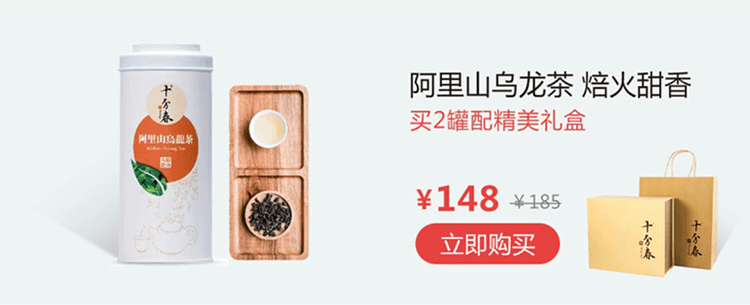 十分春
阿里山烏龍茶
阿里山乌龙茶 焙火甜香
买2罐配精美礼盒
¥148 ¥185
立即购买
十分春
十分春